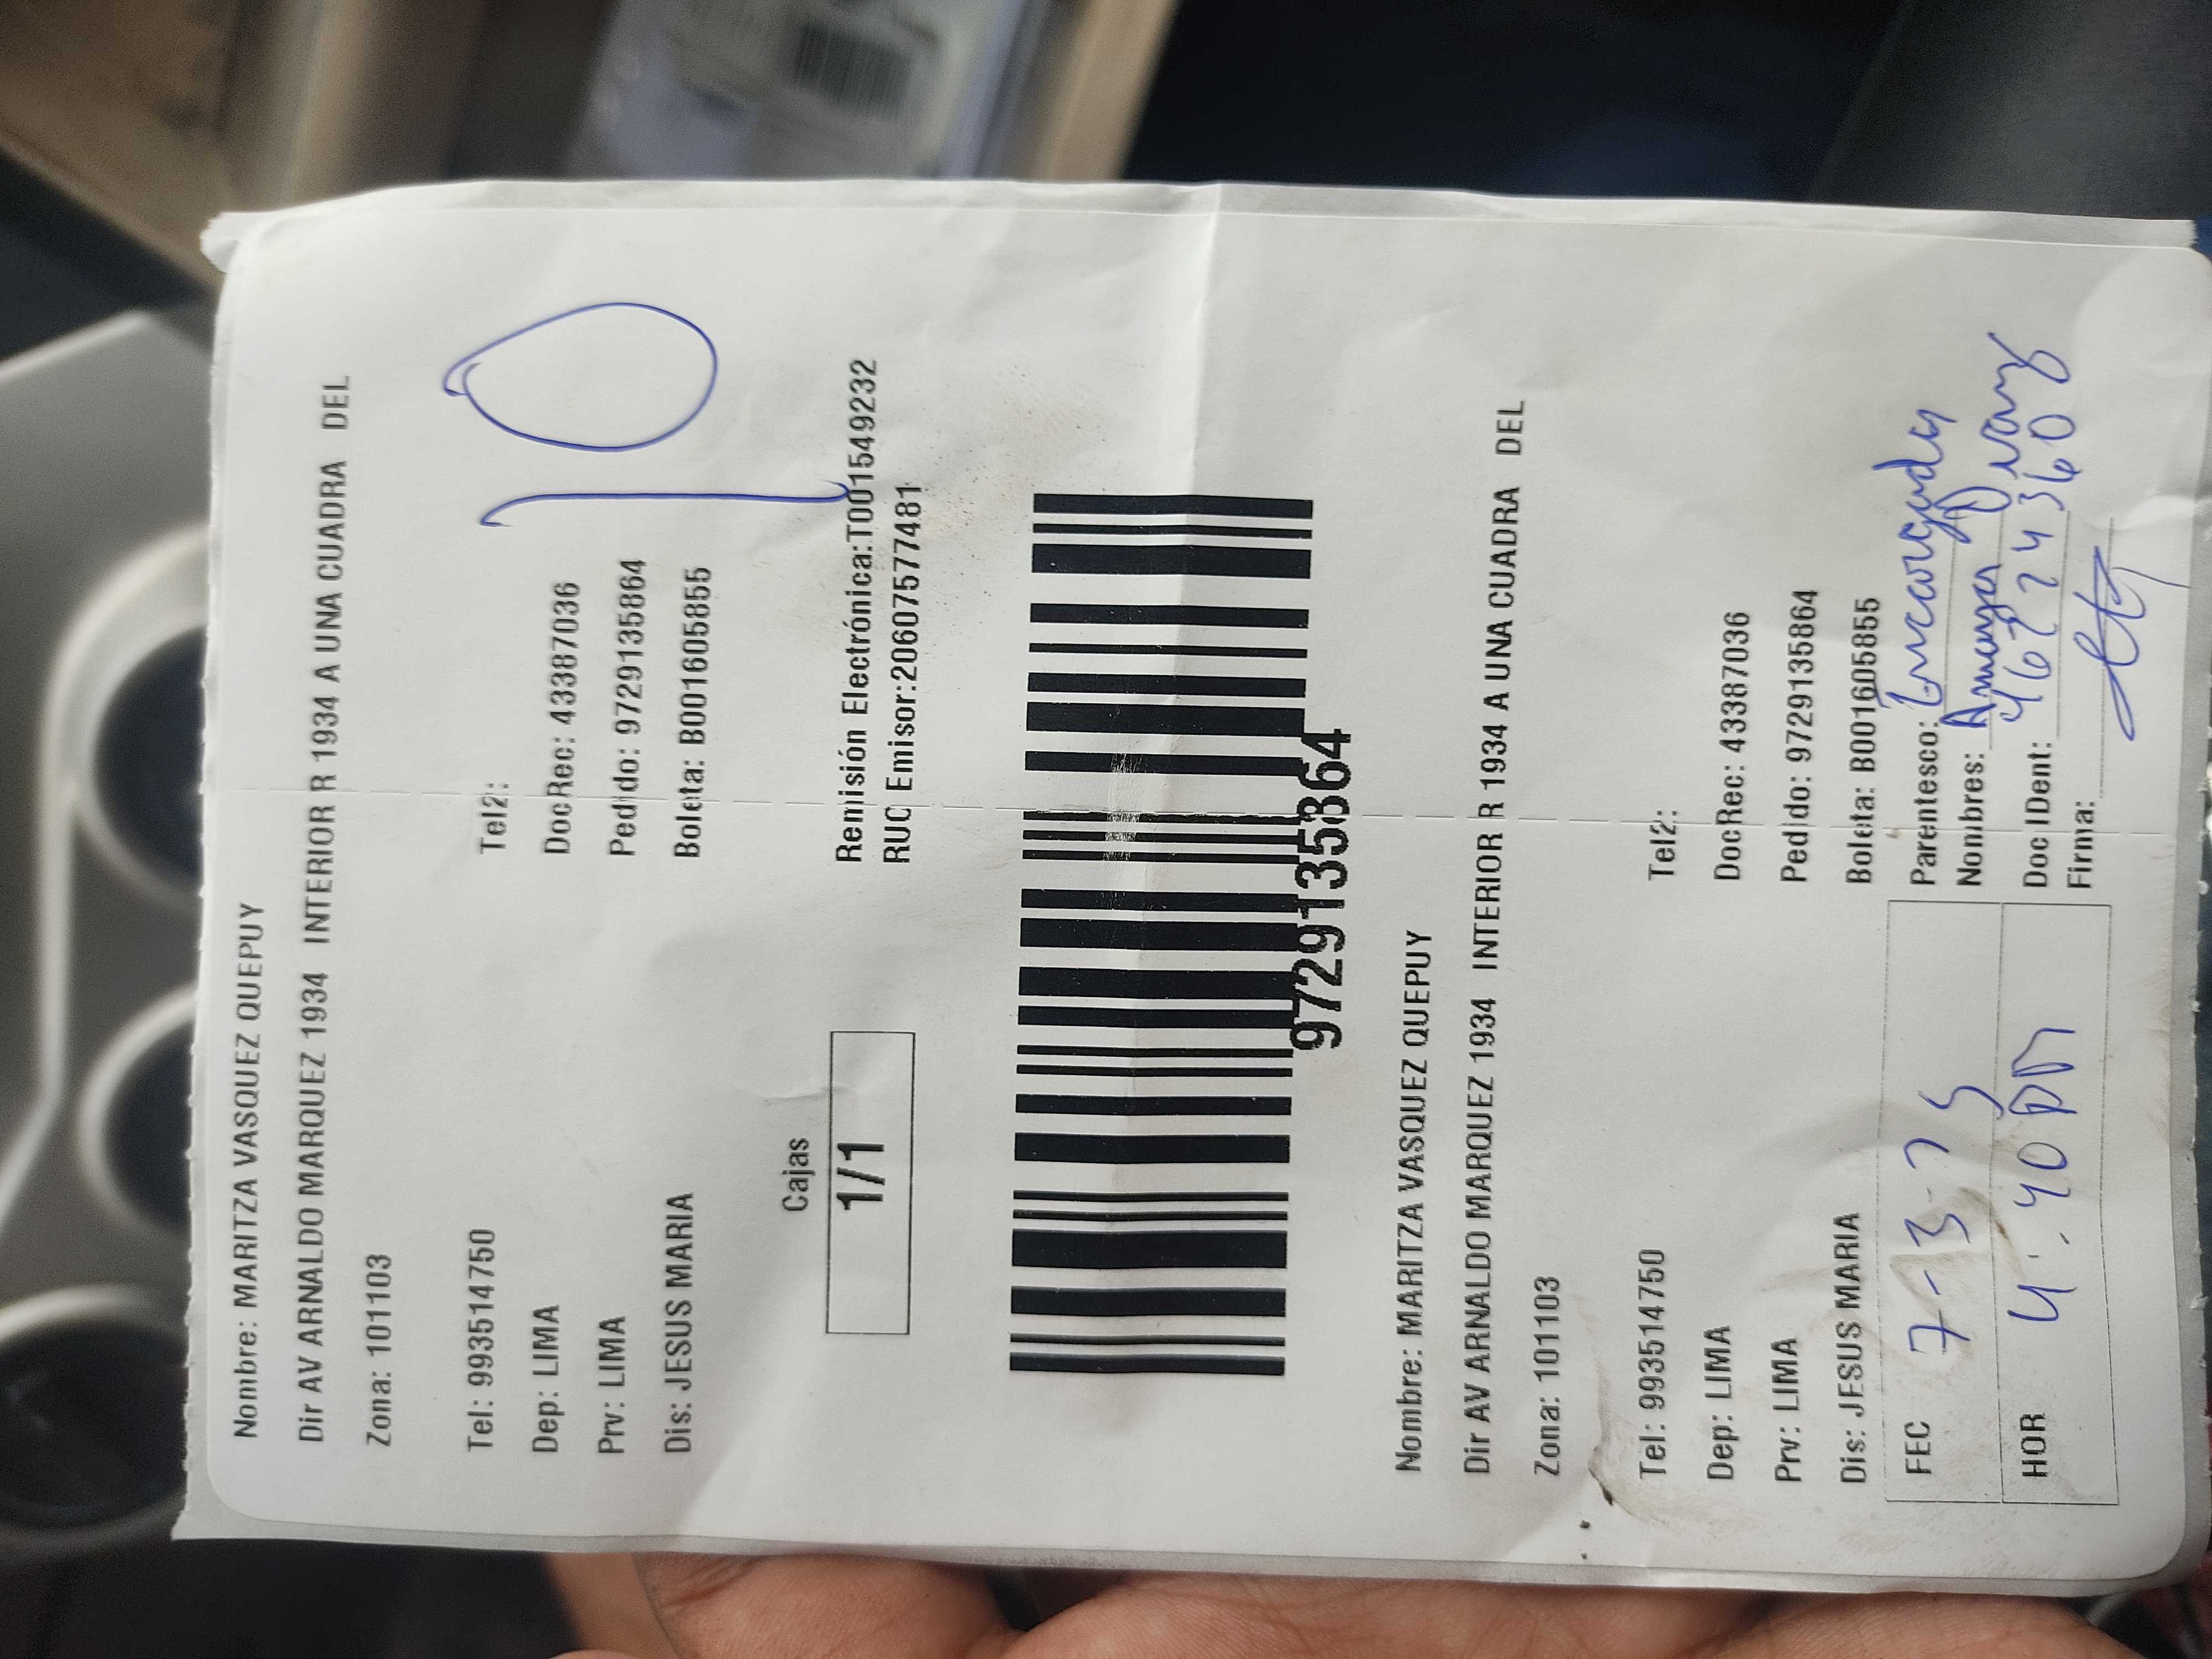 Nombre: MARITZA VASQUEZ QUEPUY
Dir AV ARNALDO MARQUEZ 1934 INTERIOR R 1934 A UNA CUADRA DEL
Zona: 101103
10
Tel: 993514750 Tel2:
Dep: LIMA DocRec: 43387036
Prv: LIMA Pedido: 9729135864
Dis: JESUS MARIA Boleta: B001605855
Cajas
1/1
Remisión Electrónica:T001549232
RUC Emisor:20607577481
9729135864
Nombre: MARITZA VASQUEZ QUEPUY
Dir AV ARNALDO MARQUEZ 1934 INTERIOR R 1934 A UNA CUADRA DEL
Zona: 101103
Tel: 993514750 Tel2:
Dep: LIMA DocRec: 43387036
Prv: LIMA Pedido: 9729135864
Dis: JESUS MARIA Boleta: B001605855
FEC 7-3-25 Parentesco: Encargada
Nombres: Amaya
HOR 4:40 PM Doc IDent:
Firma: